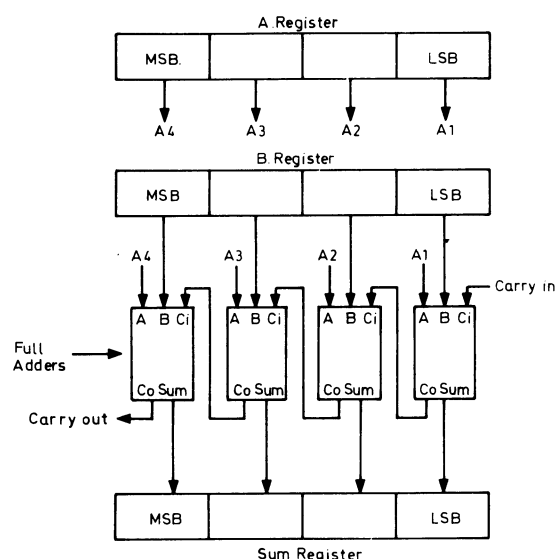 A. Register
MSB. LSB
A4 A3 A2 A1
B. Register
MSB LSB
A4 A3 A2 A1
Carry in
A B Ci A B Ci A B Ci A B Ci
Full
Adders
Co Sum Co Sum Co Sum Co Sum
Carry out
MSB LSB
Sum Register